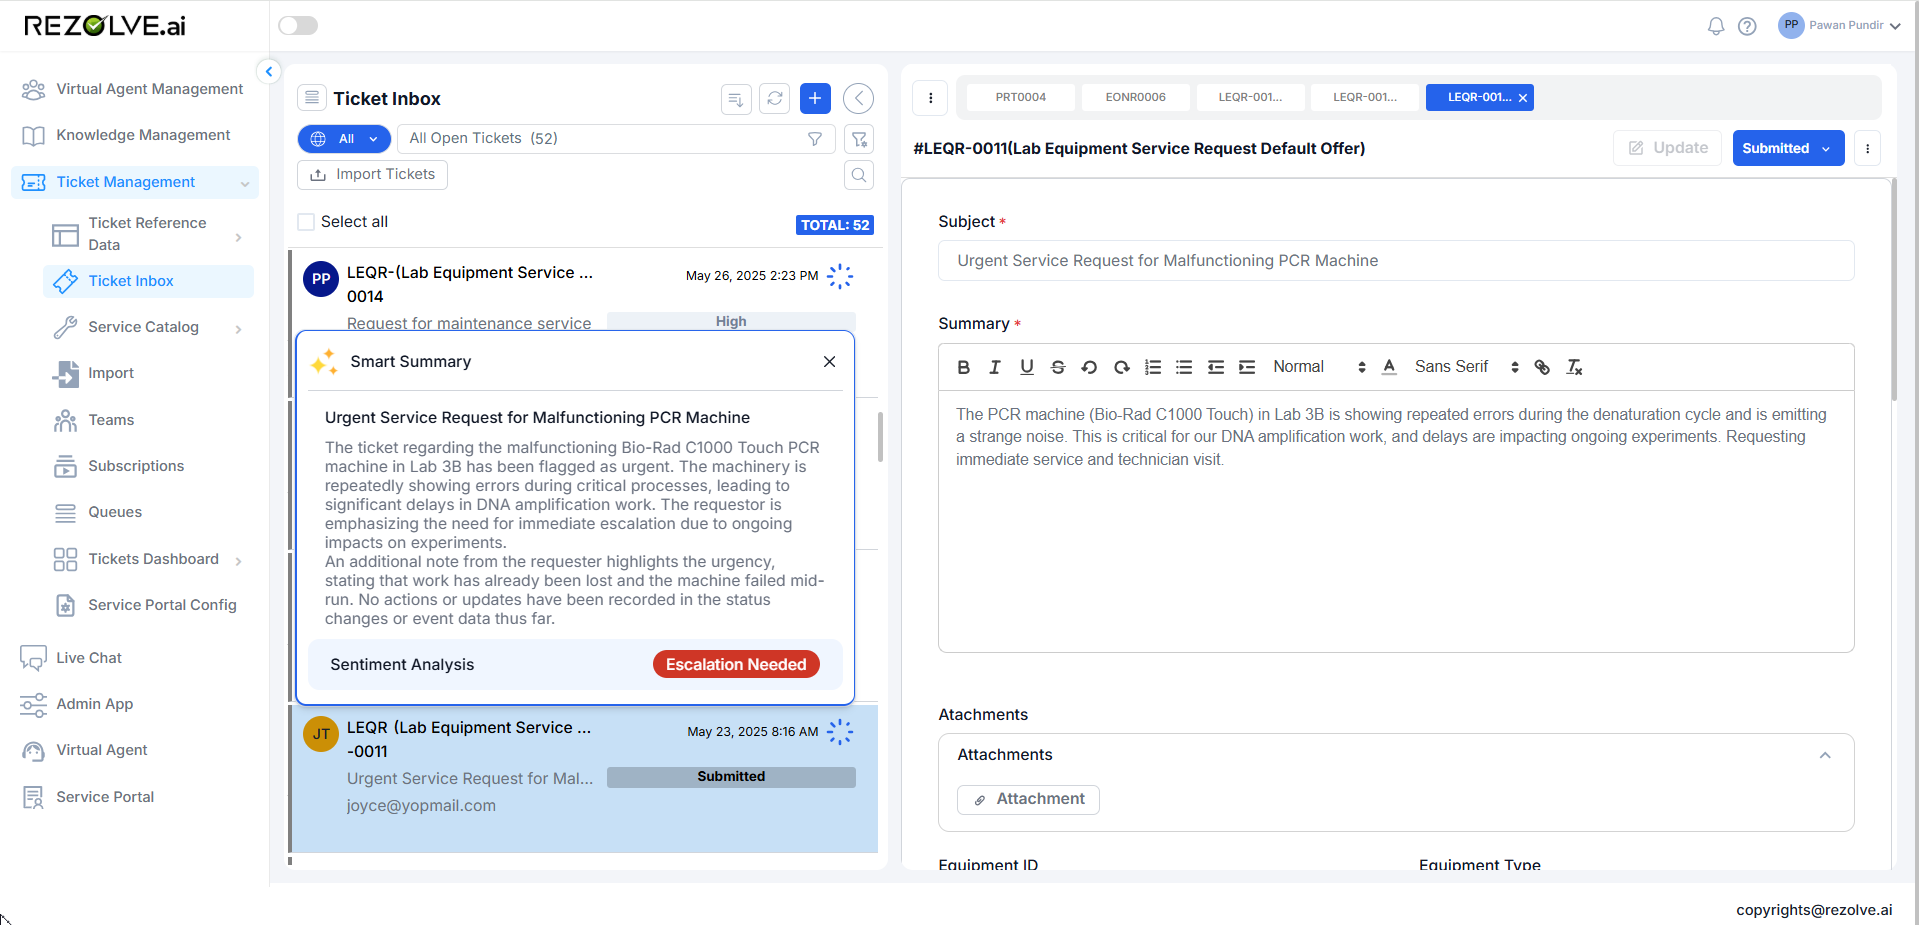 REZOLVE.ai
PP Pawan Pundir
Virtual Agent Management
Knowledge Management
Ticket Management
Ticket Reference
Data
Ticket Inbox
Service Catalog
Import
Teams
Subscriptions
Queues
Tickets Dashboard
Service Portal Config
Live Chat
Admin App
Virtual Agent
Service Portal
Ticket Inbox
All
All Open Tickets (52)
Import Tickets
Select all
TOTAL: 52
PP
LEQR-(Lab Equipment Service ...
0014
May 26, 2025 2:23 PM
Request for maintenance service
High
Smart Summary
Urgent Service Request for Malfunctioning PCR Machine
The ticket regarding the malfunctioning Bio-Rad C1000 Touch PCR
machine in Lab 3B has been flagged as urgent. The machinery is
repeatedly showing errors during critical processes, leading to
significant delays in DNA amplification work. The requestor is
emphasizing the need for immediate escalation due to ongoing
impacts on experiments.
An additional note from the requester highlights the urgency,
stating that work has already been lost and the machine failed mid-
run. No actions or updates have been recorded in the status
changes or event data thus far.
Sentiment Analysis
Escalation Needed
JT
LEQR (Lab Equipment Service ...
-0011
May 23, 2025 8:16 AM
Urgent Service Request for Mal...
Submitted
joyce@yopmail.com
PRT0004
EONR0006
LEQR-001...
LEQR-001...
LEQR-001...
#LEQR-0011(Lab Equipment Service Request Default Offer)
Update
Submitted
Subject *
Urgent Service Request for Malfunctioning PCR Machine
Summary *
Normal
Sans Serif
The PCR machine (Bio-Rad C1000 Touch) in Lab 3B is showing repeated errors during the denaturation cycle and is emitting
a strange noise. This is critical for our DNA amplification work, and delays are impacting ongoing experiments. Requesting
immediate service and technician visit.
Atachments
Attachments
Attachment
Equipment ID
Equipment Type
copyrights@rezolve.ai